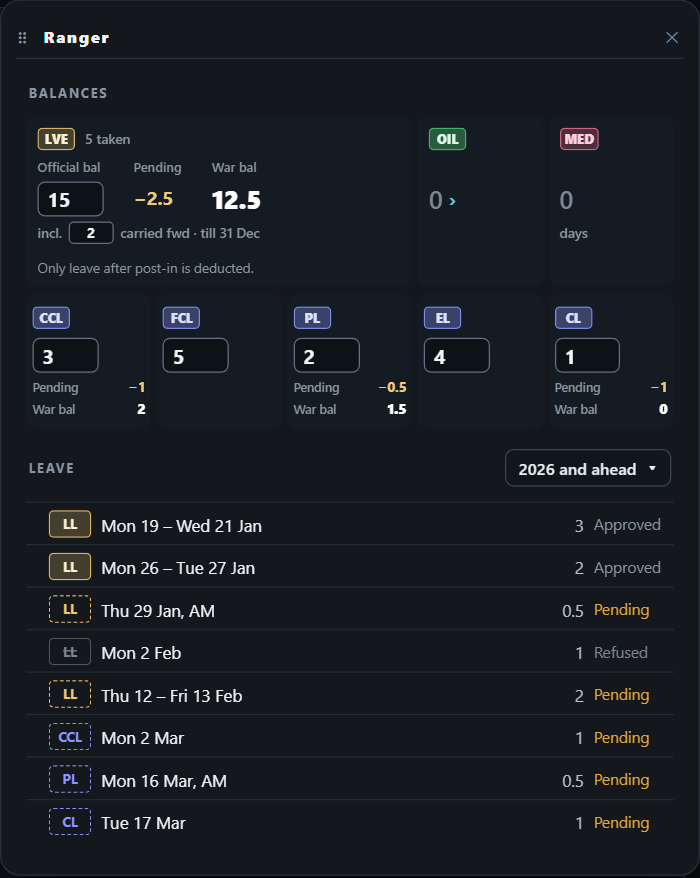 Ranger
BALANCES
LVE 5 taken
Official bal Pending War bal
15 −2.5 12.5
incl. 2 carried fwd · till 31 Dec
Only leave after post-in is deducted.
OIL
0 ›
MED
0
days
CCL
3
Pending −1
War bal 2
FCL
5
PL
2
Pending −0.5
War bal 1.5
EL
4
CL
1
Pending −1
War bal 0
LEAVE 2026 and ahead
LL Mon 19 – Wed 21 Jan 3 Approved
LL Mon 26 – Tue 27 Jan 2 Approved
LL Thu 29 Jan, AM 0.5 Pending
LL Mon 2 Feb 1 Refused
LL Thu 12 – Fri 13 Feb 2 Pending
CCL Mon 2 Mar 1 Pending
PL Mon 16 Mar, AM 0.5 Pending
CL Tue 17 Mar 1 Pending